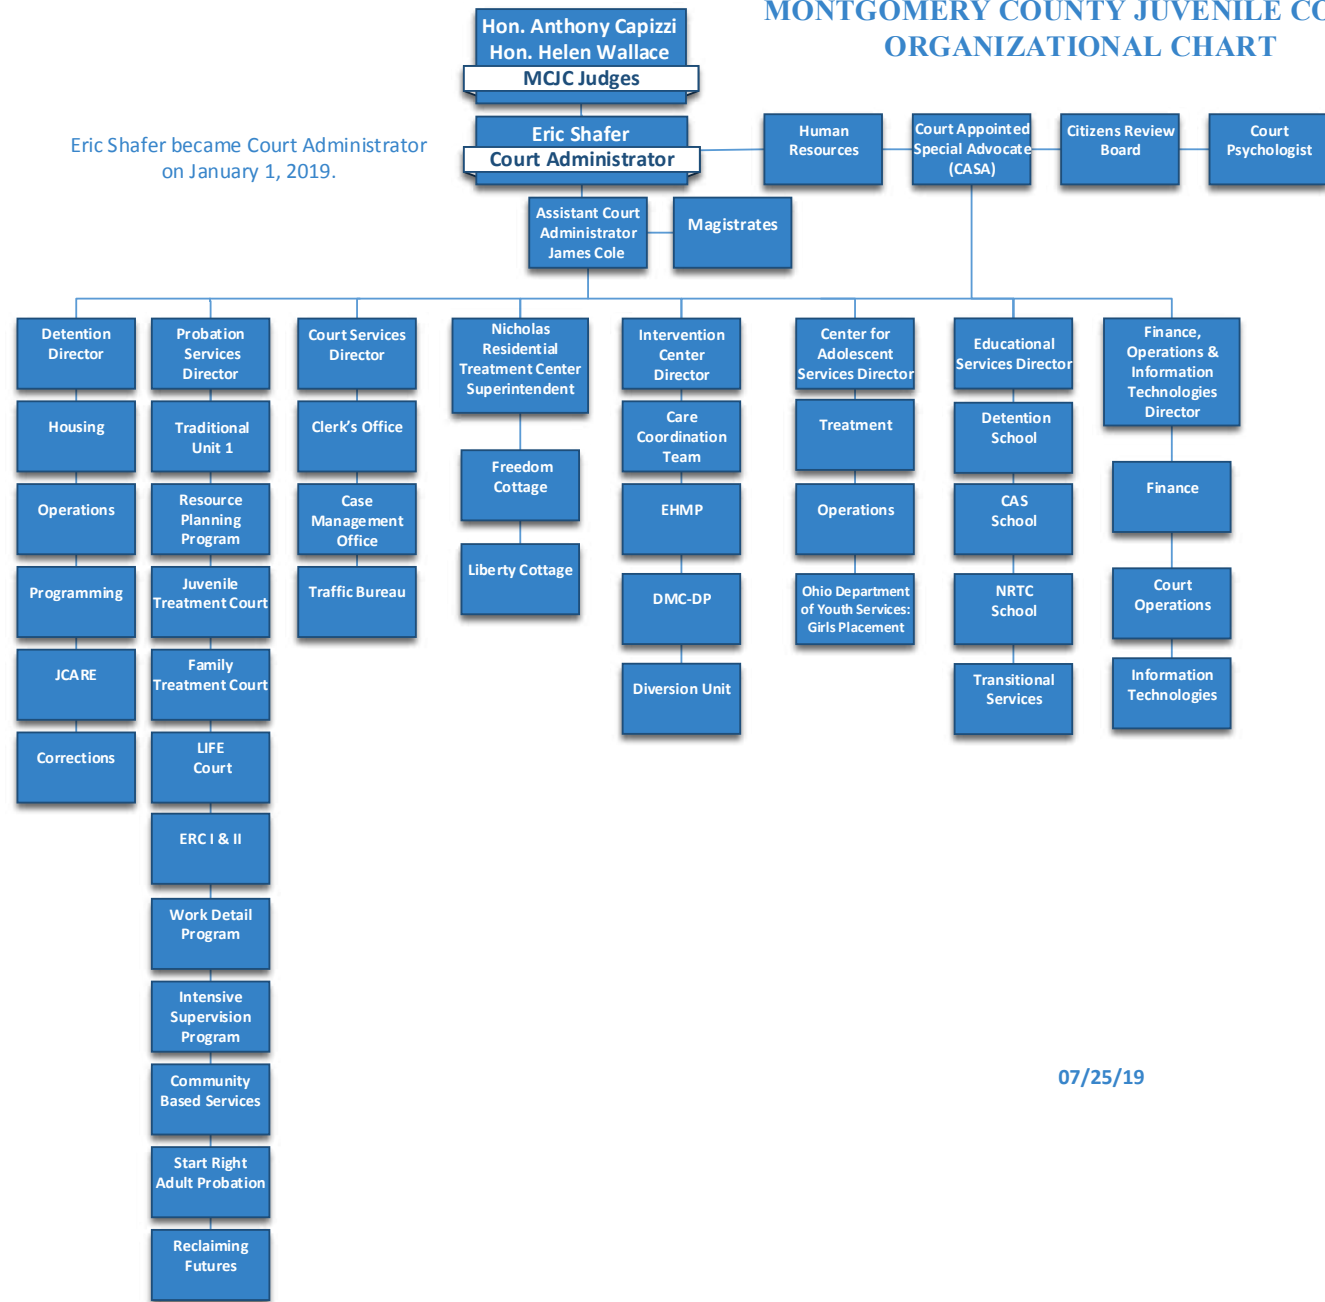 MONTGOMERY COUNTY JUVENILE CO
ORGANIZATIONAL CHART
Hon. Anthony Capizzi
Hon. Helen Wallace
MCJC Judges
Eric Shafer became Court Administrator
on January 1, 2019.
Eric Shafer
Court Administrator
Human
Resources
Court Appointed
Special Advocate
(CASA)
Citizens Review
Board
Court
Psychologist
Assistant Court
Administrator
James Cole
Magistrates
Detention
Director
Housing
Operations
Programming
JCARE
Corrections
Probation
Services
Director
Traditional
Unit 1
Resource
Planning
Program
Juvenile
Treatment Court
Family
Treatment Court
LIFE
Court
ERC I & II
Work Detail
Program
Intensive
Supervision
Program
Community
Based Services
Start Right
Adult Probation
Reclaiming
Futures
Court Services
Director
Clerk's Office
Case
Management
Office
Traffic Bureau
Nicholas
Residential
Treatment Center
Superintendent
Freedom
Cottage
Liberty Cottage
Intervention
Center
Director
Care
Coordination
Team
EHMP
DMC-DP
Diversion Unit
Center for
Adolescent
Services Director
Treatment
Operations
Ohio Department
of Youth Services:
Girls Placement
Educational
Services Director
Detention
School
CAS
School
NRTC
School
Transitional
Services
Finance,
Operations &
Information
Technologies
Director
Finance
Court
Operations
Information
Technologies
07/25/19